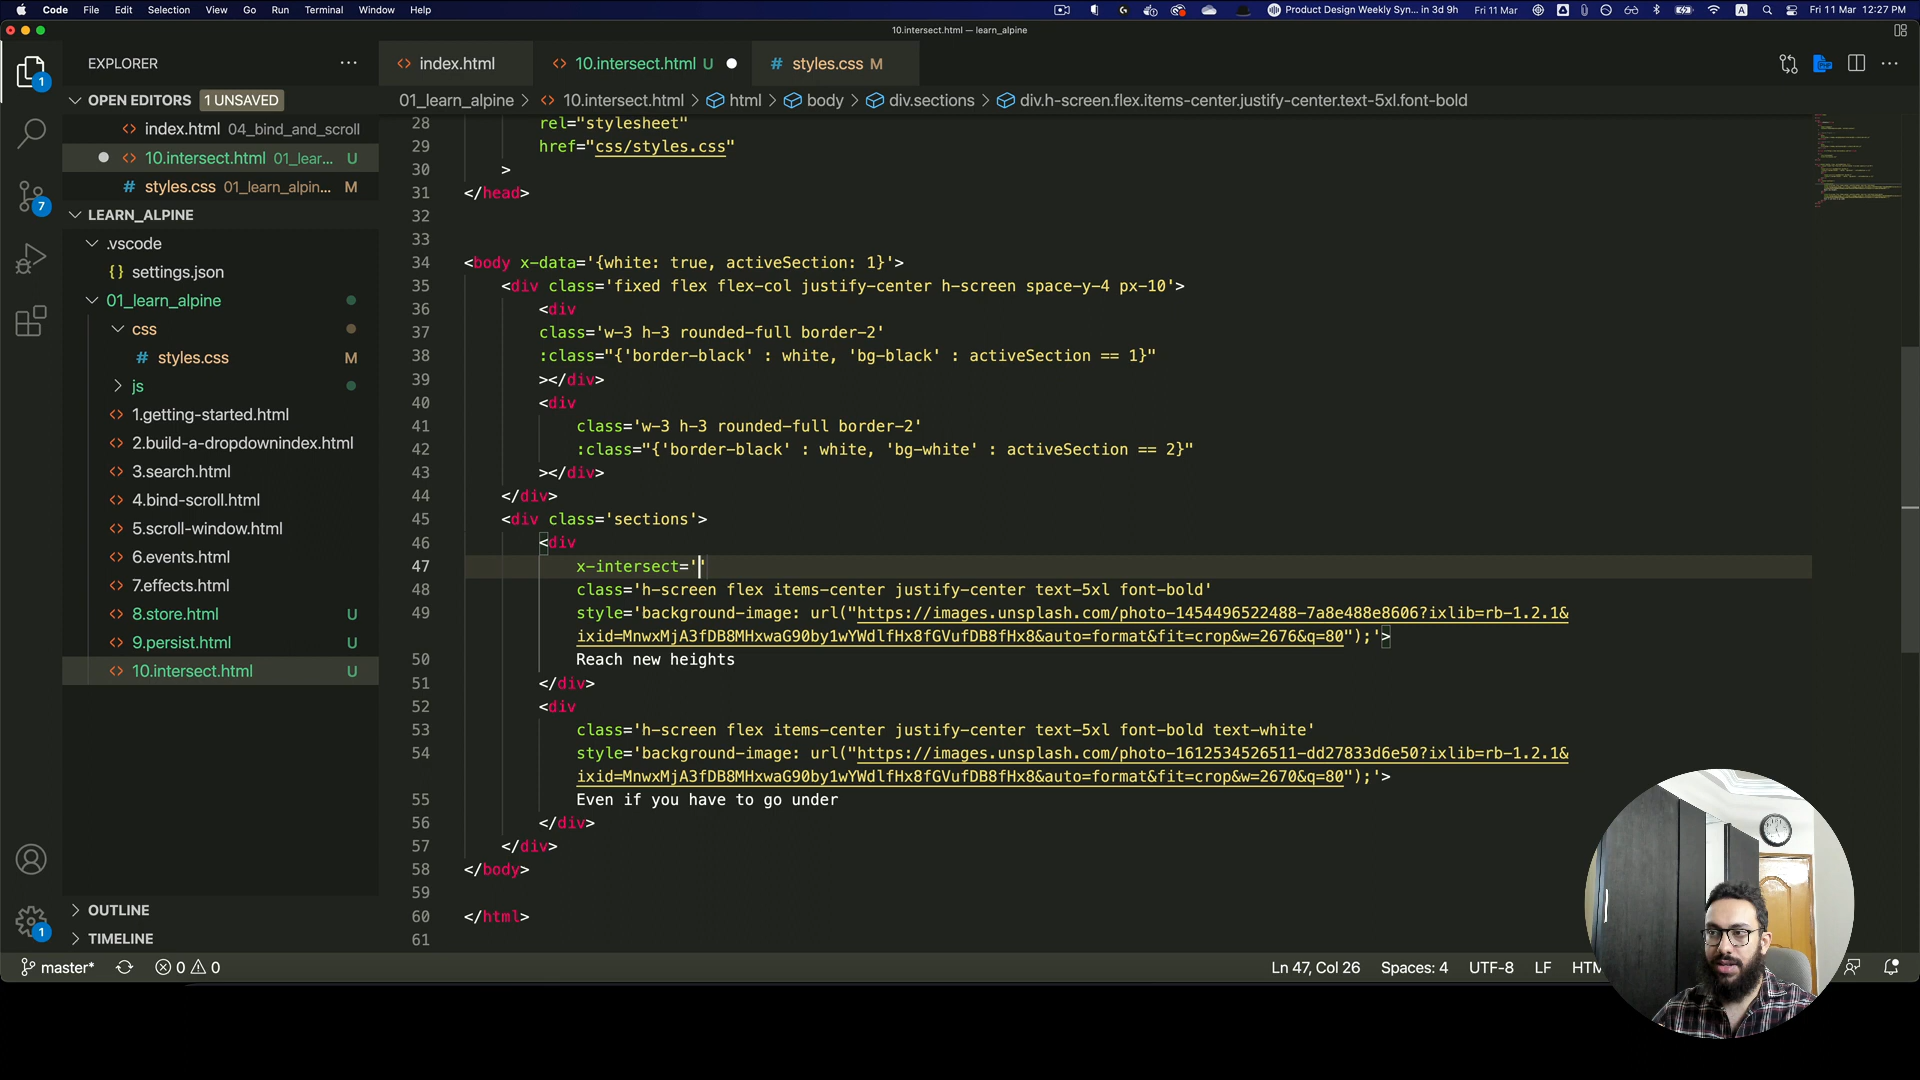 Code File Edit Selection View Go Run Terminal Window Help
Product Design Weekly Syn... in 3d 9h Fri 11 Mar A Fri 11 Mar 12:27 PM
10.intersect.html — learn_alpine
EXPLORER
index.html
10.intersect.html U
styles.css M
OPEN EDITORS 1 UNSAVED
01_learn_alpine > 10.intersect.html > html > body > div.sections > div.h-screen.flex.items-center.justify-center.text-5xl.font-bold
index.html 04_bind_and_scroll
10.intersect.html 01_lear... U
styles.css 01_learn_alpin... M
LEARN_ALPINE
.vscode
settings.json
01_learn_alpine
css
styles.css M
js
1.getting-started.html
2.build-a-dropdownindex.html
3.search.html
4.bind-scroll.html
5.scroll-window.html
6.events.html
7.effects.html
8.store.html U
9.persist.html U
10.intersect.html U
OUTLINE
TIMELINE
1
7
1
28 rel="stylesheet"
29 href="css/styles.css"
30 >
31 </head>
32
33
34 <body x-data='{white: true, activeSection: 1}'>
35 <div class='fixed flex flex-col justify-center h-screen space-y-4 px-10'>
36 <div
37 class='w-3 h-3 rounded-full border-2'
38 :class="{'border-black' : white, 'bg-black' : activeSection == 1}"
39 ></div>
40 <div
41 class='w-3 h-3 rounded-full border-2'
42 :class="{'border-black' : white, 'bg-white' : activeSection == 2}"
43 ></div>
44 </div>
45 <div class='sections'>
46 <div
47 x-intersect=''
48 class='h-screen flex items-center justify-center text-5xl font-bold'
49 style='background-image: url("https://images.unsplash.com/photo-1454496522488-7a8e488e8606?ixlib=rb-1.2.1&
ixid=MnwxMjA3fDB8MHxwaG90by1wYWdlfHx8fGVufDB8fHx8&auto=format&fit=crop&w=2676&q=80");'>
50 Reach new heights
51 </div>
52 <div
53 class='h-screen flex items-center justify-center text-5xl font-bold text-white'
54 style='background-image: url("https://images.unsplash.com/photo-1612534526511-dd27833d6e50?ixlib=rb-1.2.1&
ixid=MnwxMjA3fDB8MHxwaG90by1wYWdlfHx8fGVufDB8fHx8&auto=format&fit=crop&w=2670&q=80");'>
55 Even if you have to go under
56 </div>
57 </div>
58 </body>
59
60 </html>
61
master* 0 0 Ln 47, Col 26 Spaces: 4 UTF-8 LF HTM